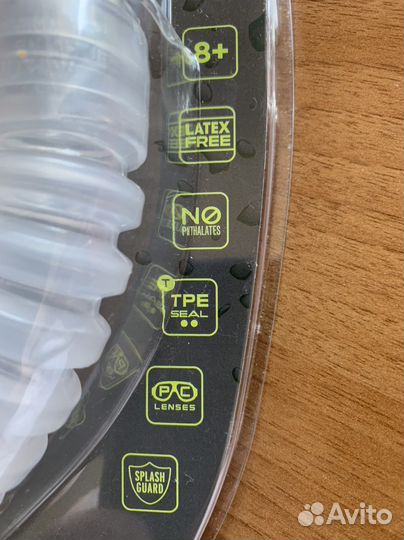 8+
LATEX
FREE
NO
PHTHALATES
T
TPE
SEAL
PC
LENSES
SPLASH
GUARD
Avito